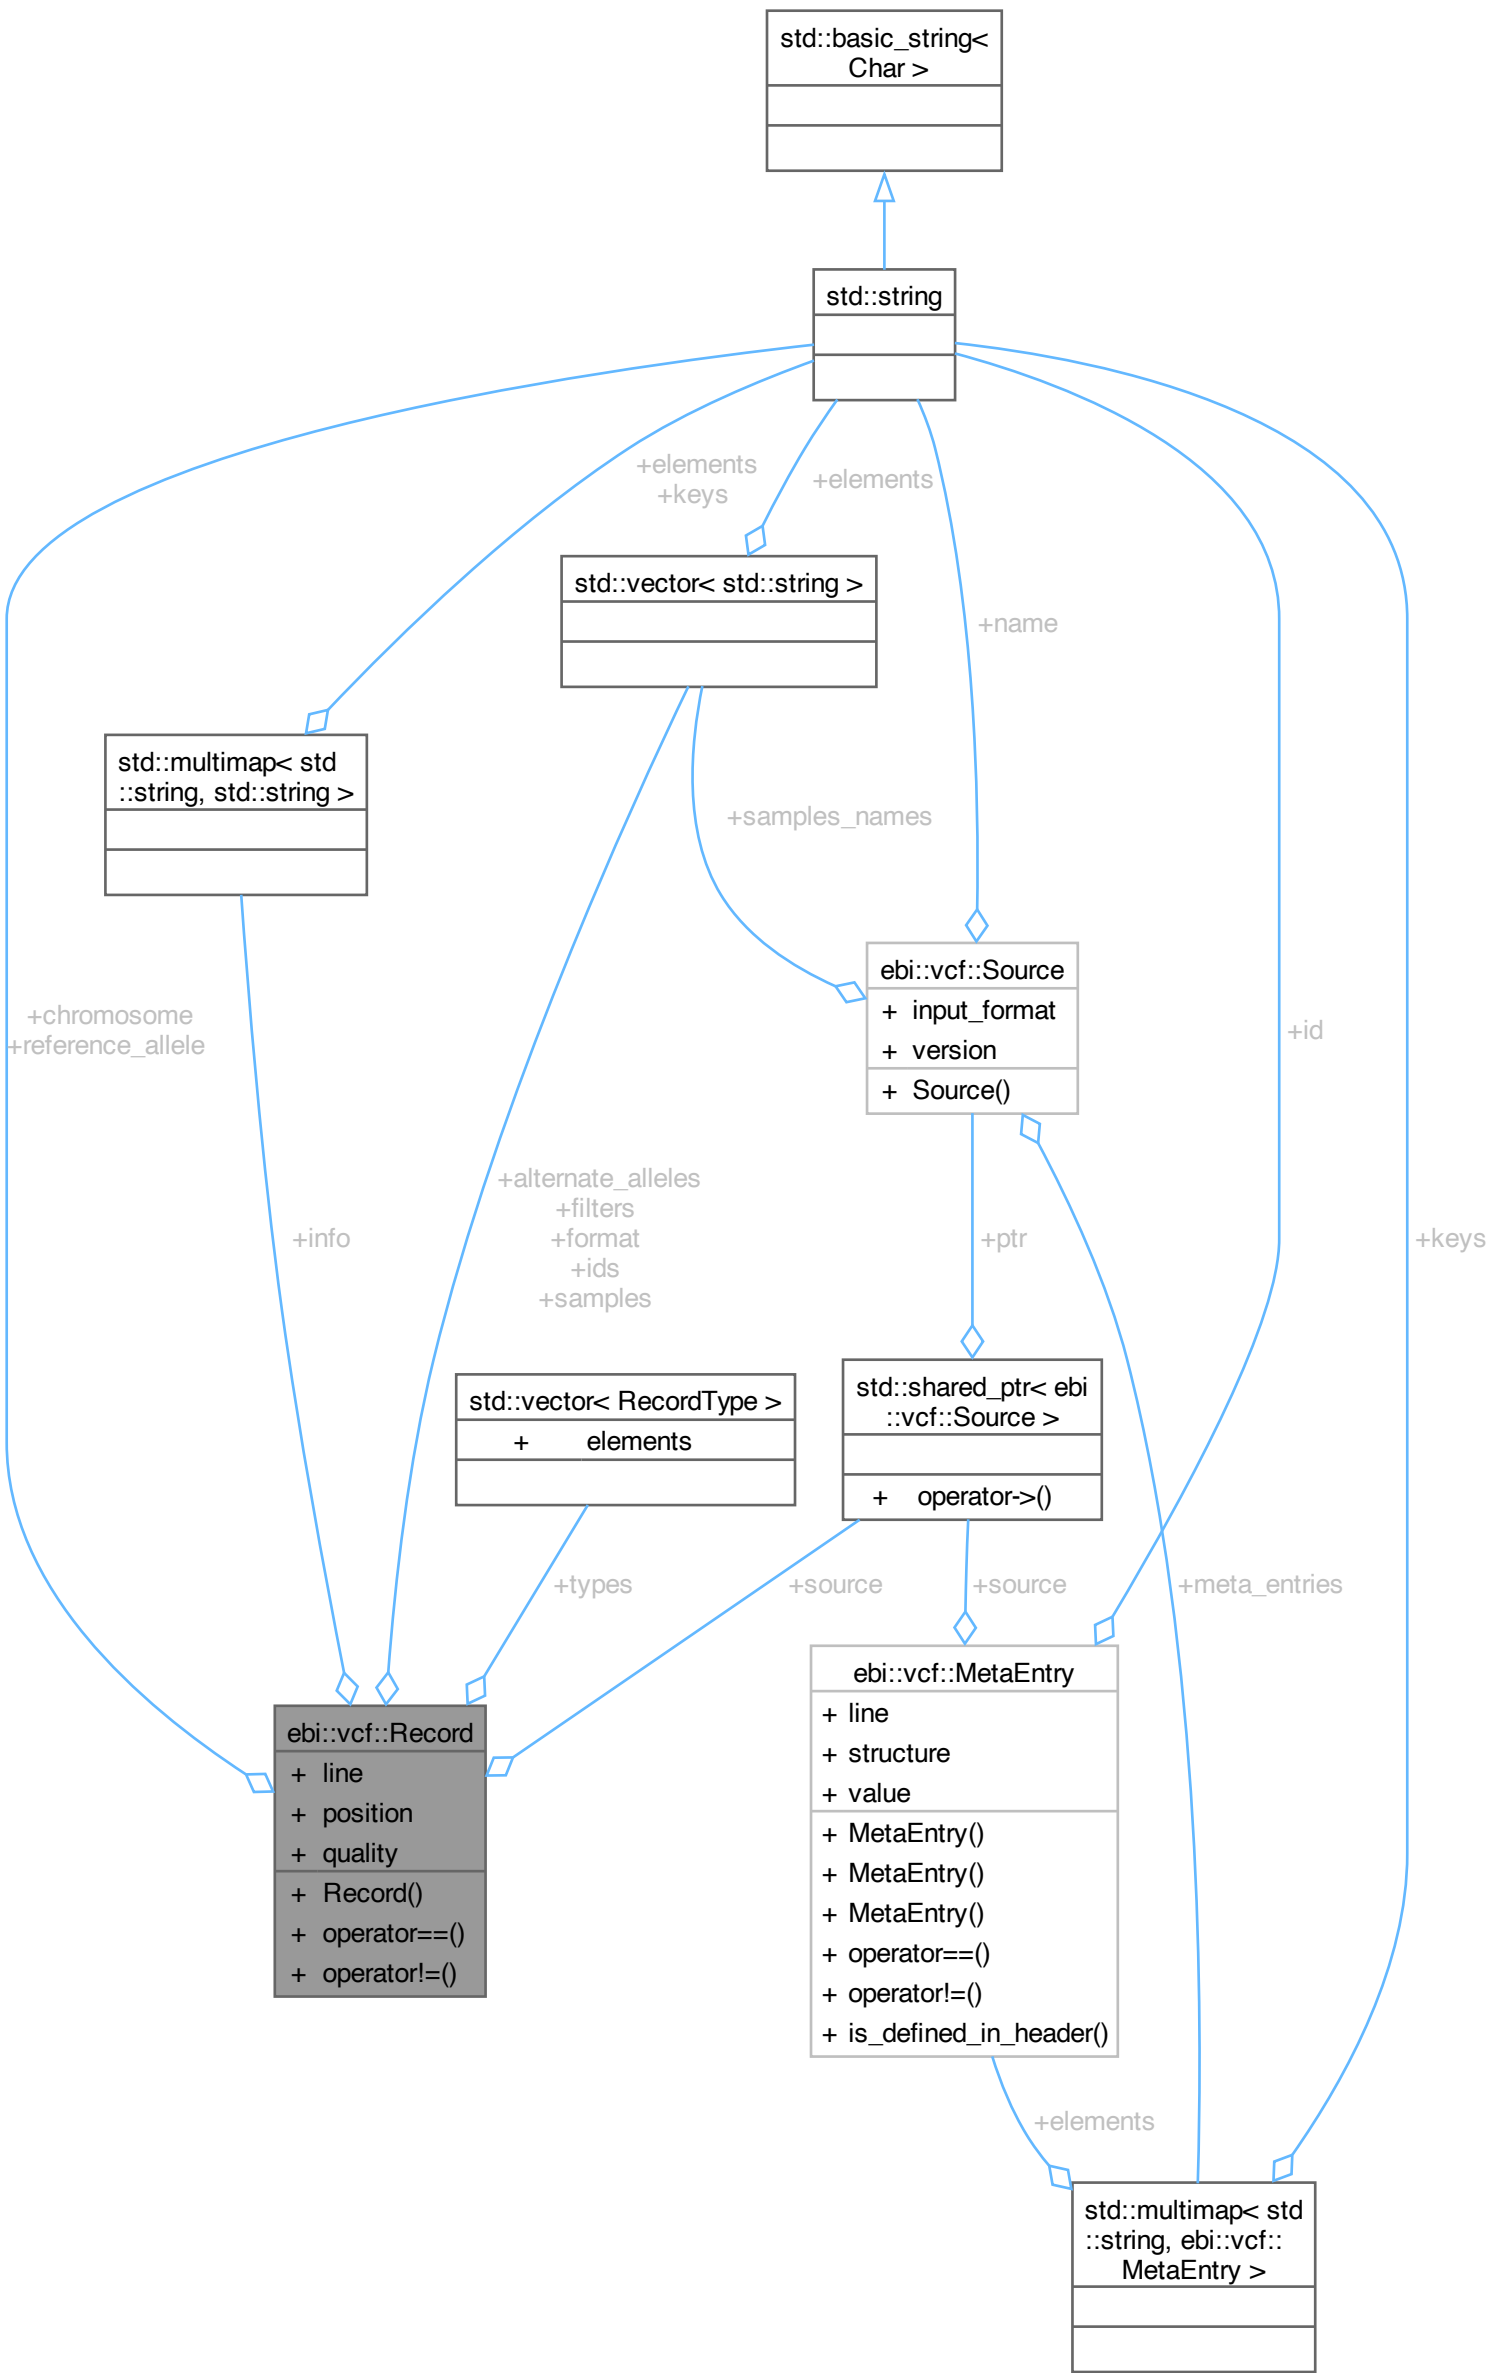 std::basic_string<
Char >
std::string
+elements
+keys
+elements
std::vector< std::string >
+name
std::multimap< std
::string, std::string >
+samples_names
ebi::vcf::Source
+ input_format
+ version
+ Source()
+chromosome
+reference_allele
+id
+alternate_alleles
+filters
+format
+ids
+samples
+info
+ptr
+keys
std::vector< RecordType >
+ elements
std::shared_ptr< ebi
::vcf::Source >
+ operator->()
+types
+source
+source
+meta_entries
ebi::vcf::MetaEntry
+ line
+ structure
+ value
+ MetaEntry()
+ MetaEntry()
+ MetaEntry()
+ operator==()
+ operator!=()
+ is_defined_in_header()
ebi::vcf::Record
+ line
+ position
+ quality
+ Record()
+ operator==()
+ operator!=()
+elements
std::multimap< std
::string, ebi::vcf::
MetaEntry >